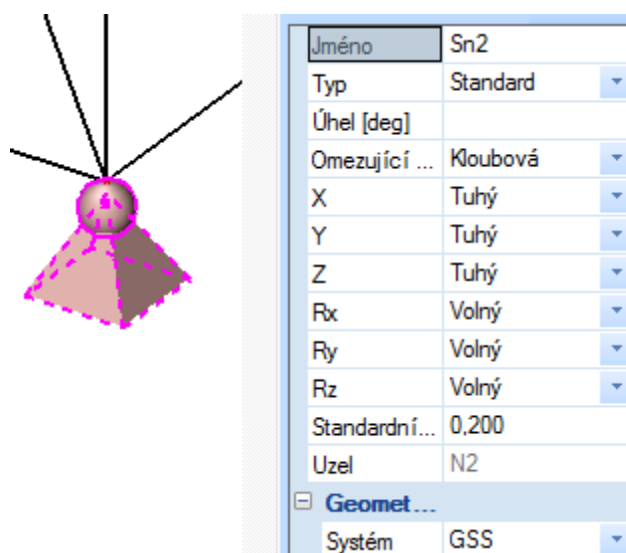 Jméno Sn2
Typ Standard
Úhel [deg]
Omezující ... Kloubová
X Tuhý
Y Tuhý
Z Tuhý
Rx Volný
Ry Volný
Rz Volný
Standardní... 0,200
Uzel N2
Geomet...
Systém GSS